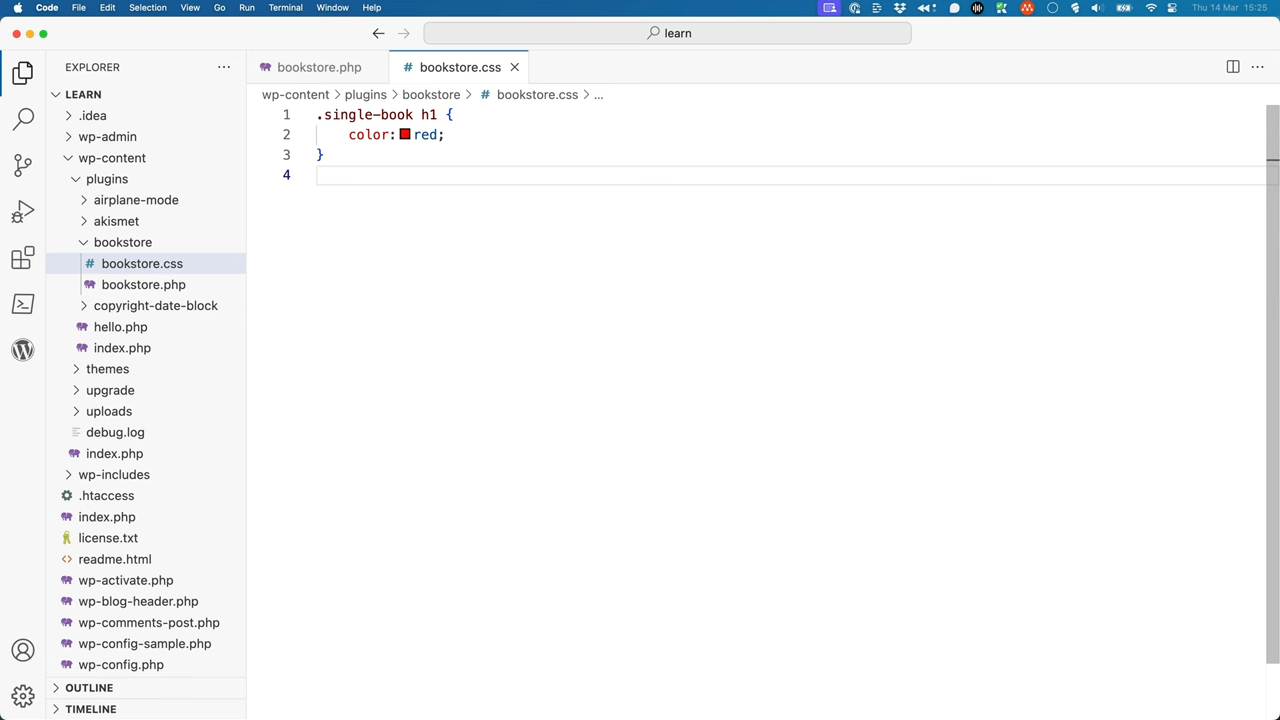 Code File Edit Selection View Go Run Terminal Window Help Thu 14 Mar 15:25
learn
EXPLORER
LEARN
.idea
wp-admin
wp-content
plugins
airplane-mode
akismet
bookstore
bookstore.css
bookstore.php
copyright-date-block
hello.php
index.php
themes
upgrade
uploads
debug.log
index.php
wp-includes
.htaccess
index.php
license.txt
readme.html
wp-activate.php
wp-blog-header.php
wp-comments-post.php
wp-config-sample.php
wp-config.php
OUTLINE
TIMELINE
bookstore.php # bookstore.css
wp-content > plugins > bookstore > # bookstore.css > ...
1 .single-book h1 {
2 color: red;
3 }
4